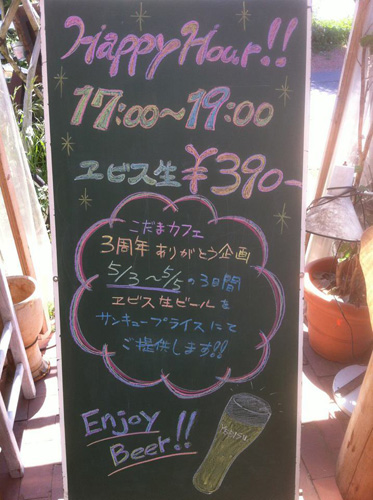 Happy Hour!!
17:00~19:00
ヱビス生 ¥390-
こだまカフェ
3周年ありがとう企画
5/3~5/5の3日間
ヱビス生ビールを
サンキュープライスにて
ご提供します!!
Enjoy
Beer!!